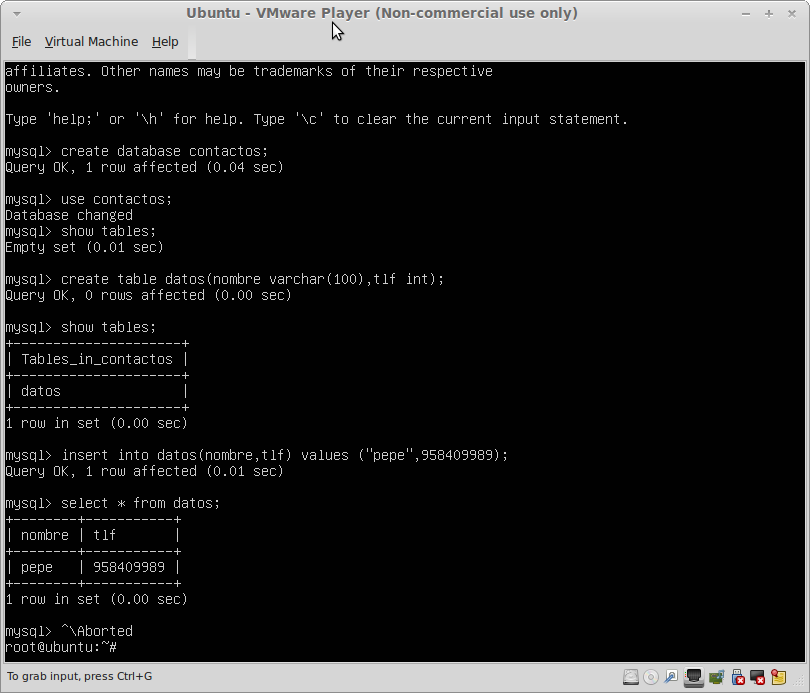 Ubuntu - VMware Player (Non-commercial use only)
File Virtual Machine Help
affiliates. Other names may be trademarks of their respective
owners.
Type 'help;' or '\h' for help. Type '\c' to clear the current input statement.
mysql> create database contactos;
Query OK, 1 row affected (0.04 sec)
mysql> use contactos;
Database changed
mysql> show tables;
Empty set (0.01 sec)
mysql> create table datos(nombre varchar(100),tlf int);
Query OK, 0 rows affected (0.00 sec)
mysql> show tables;
+---------------------+
| Tables_in_contactos |
+---------------------+
| datos               |
+---------------------+
1 row in set (0.00 sec)
mysql> insert into datos(nombre,tlf) values ("pepe",958409989);
Query OK, 1 row affected (0.01 sec)
mysql> select * from datos;
+--------+-----------+
| nombre | tlf       |
+--------+-----------+
| pepe   | 958409989 |
+--------+-----------+
1 row in set (0.00 sec)
mysql> ^\Aborted
root@ubuntu:~#
To grab input, press Ctrl+G